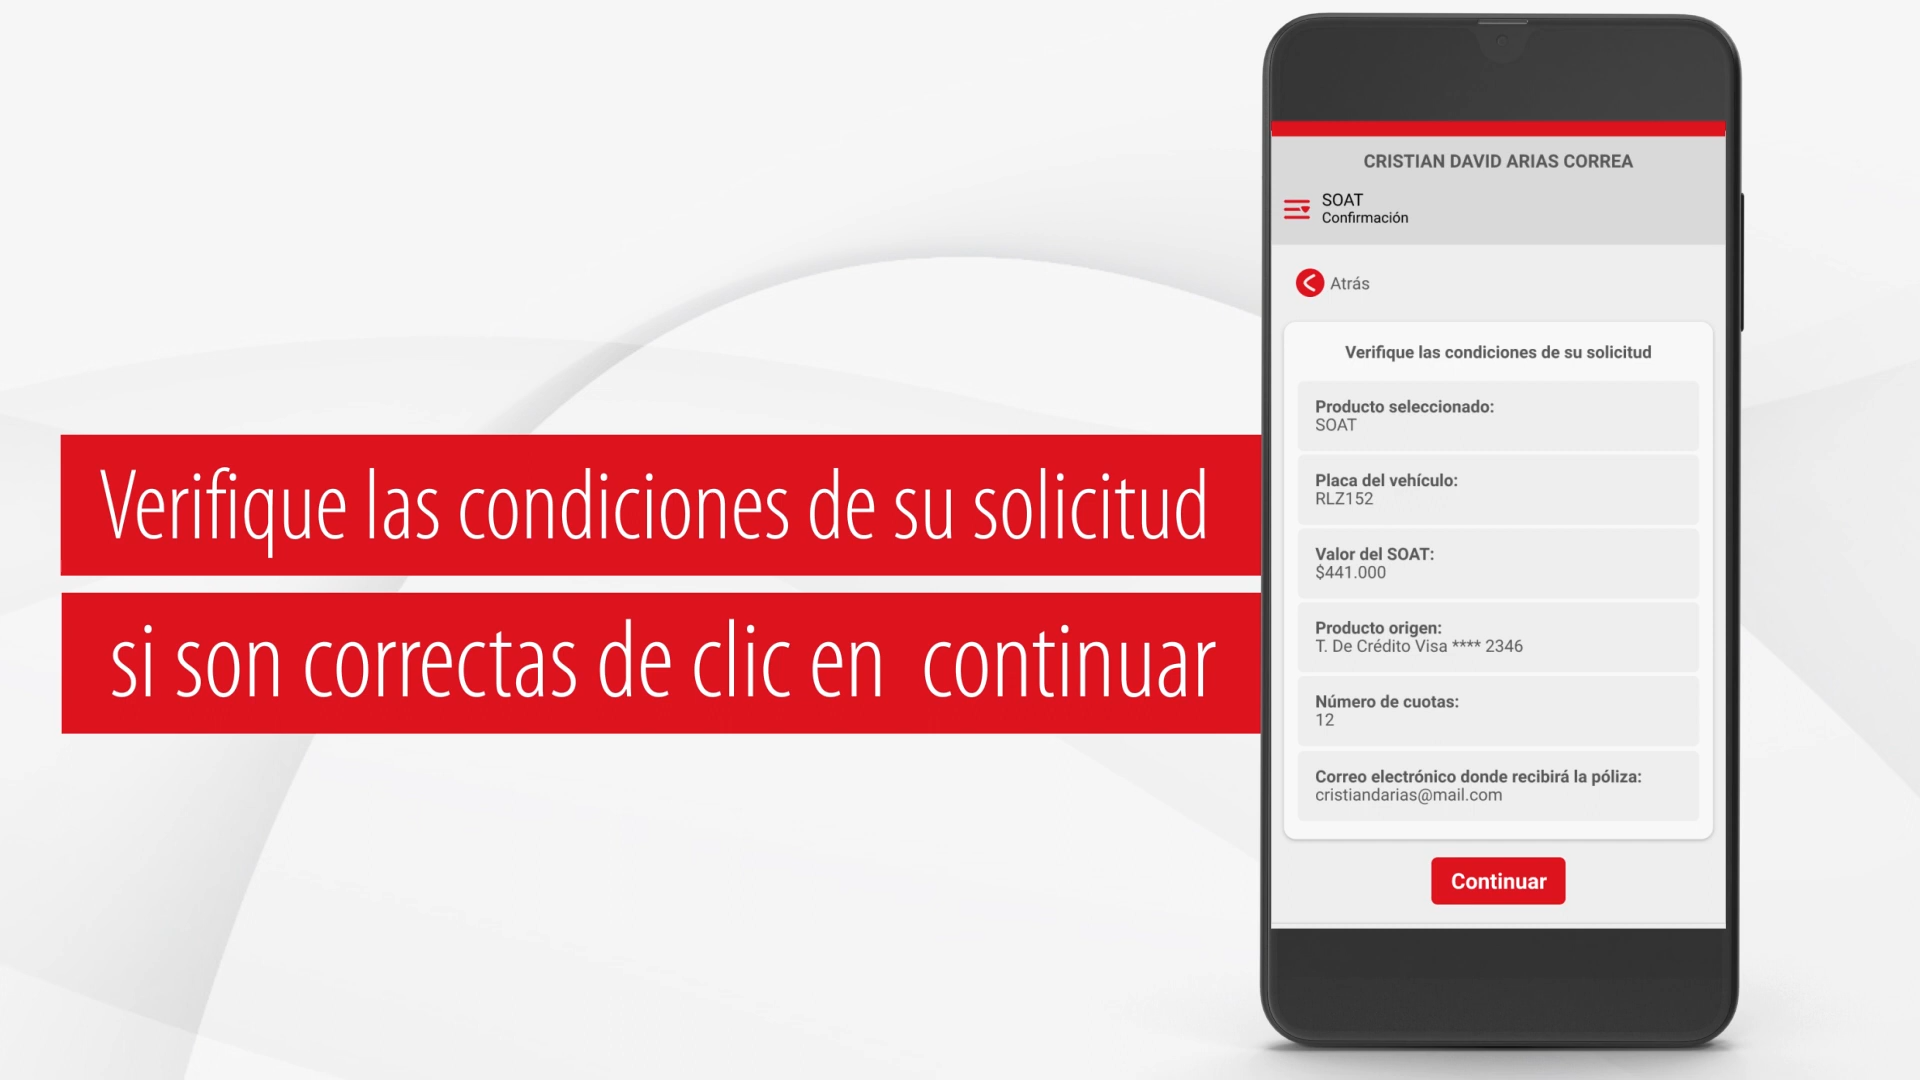 Verifique las condiciones de su solicitud
si son correctas de clic en continuar
CRISTIAN DAVID ARIAS CORREA
SOAT
Confirmación
Atrás
Verifique las condiciones de su solicitud
Producto seleccionado:
SOAT
Placa del vehículo:
RLZ152
Valor del SOAT:
$441.000
Producto origen:
T. De Crédito Visa **** 2346
Número de cuotas:
12
Correo electrónico donde recibirá la póliza:
cristiandarias@mail.com
Continuar